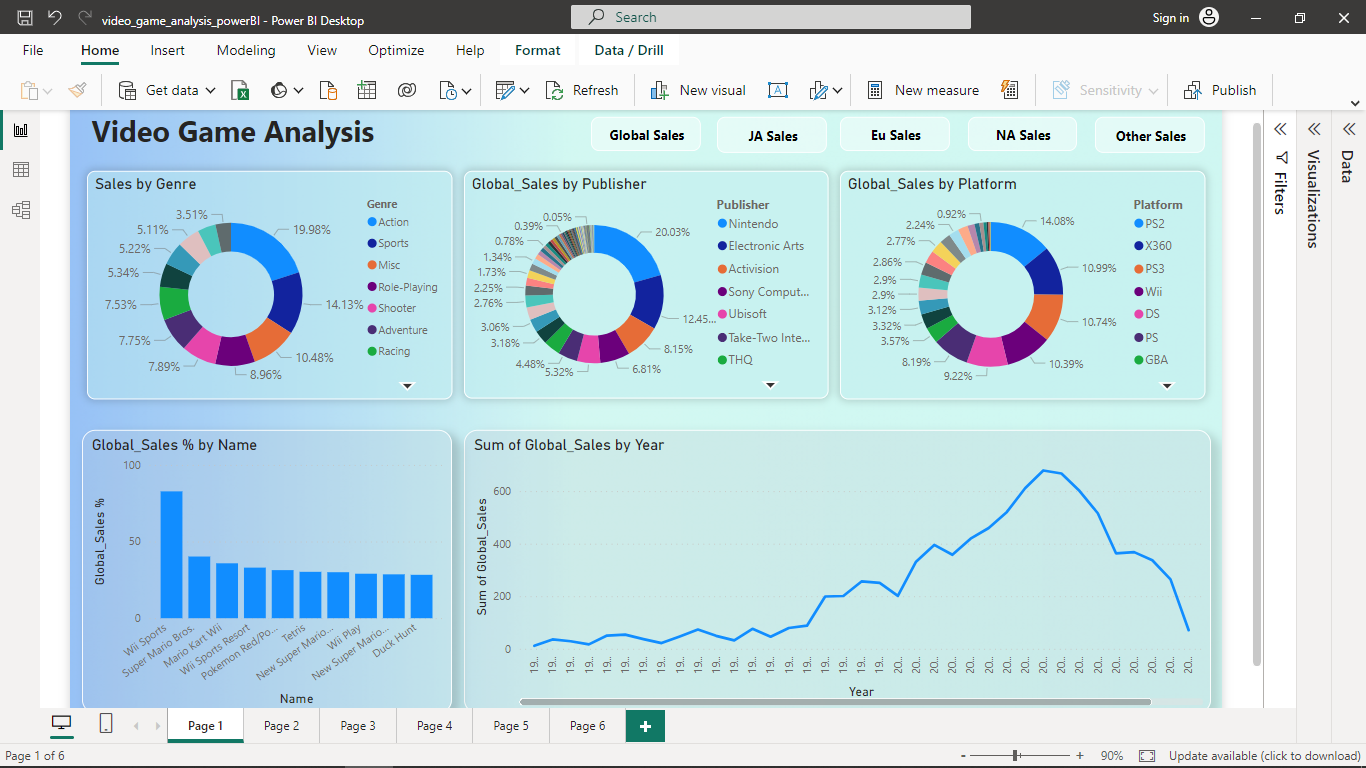 video_game_analysis_powerBI - Power BI Desktop
Search
Sign in
File Home Insert Modeling View Optimize Help Format Data / Drill
Get data Refresh New visual New measure Sensitivity Publish
Video Game Analysis
Global Sales JA Sales Eu Sales NA Sales Other Sales
Filters
Visualizations
Data
Sales by Genre
3.51%
5.11%
5.22%
5.34%
7.53%
7.75%
7.89%
8.96%
10.48%
14.13%
19.98%
Genre
Action
Sports
Misc
Role-Playing
Shooter
Adventure
Racing
Global_Sales by Publisher
0.05%
0.39%
0.78%
1.34%
1.73%
2.25%
2.76%
3.06%
3.18%
4.48%
5.32%
6.81%
8.15%
12.45...
20.03%
Publisher
Nintendo
Electronic Arts
Activision
Sony Comput...
Ubisoft
Take-Two Inte...
THQ
Global_Sales by Platform
0.92%
2.24%
2.77%
2.86%
2.9%
2.9%
3.12%
3.32%
3.57%
8.19%
9.22%
10.39%
10.74%
10.99%
14.08%
Platform
PS2
X360
PS3
Wii
DS
PS
GBA
Global_Sales % by Name
100
50
0
Global_Sales %
Wii Sports
Super Mario Bros.
Mario Kart Wii
Wii Sports Resort
Pokemon Red/Po...
Tetris
New Super Mario...
Wii Play
New Super Mario...
Duck Hunt
Name
Sum of Global_Sales by Year
600
400
200
0
Sum of Global_Sales
19.. 19.. 19.. 19.. 19.. 19.. 19.. 19.. 19.. 19.. 19.. 19.. 19.. 19.. 19.. 19.. 19.. 19.. 19.. 19.. 20.. 20.. 20.. 20.. 20.. 20.. 20.. 20.. 20.. 20.. 20.. 20.. 20.. 20.. 20.. 20.. 20..
Year
Page 1 Page 2 Page 3 Page 4 Page 5 Page 6
Page 1 of 6
90%
Update available (click to download)